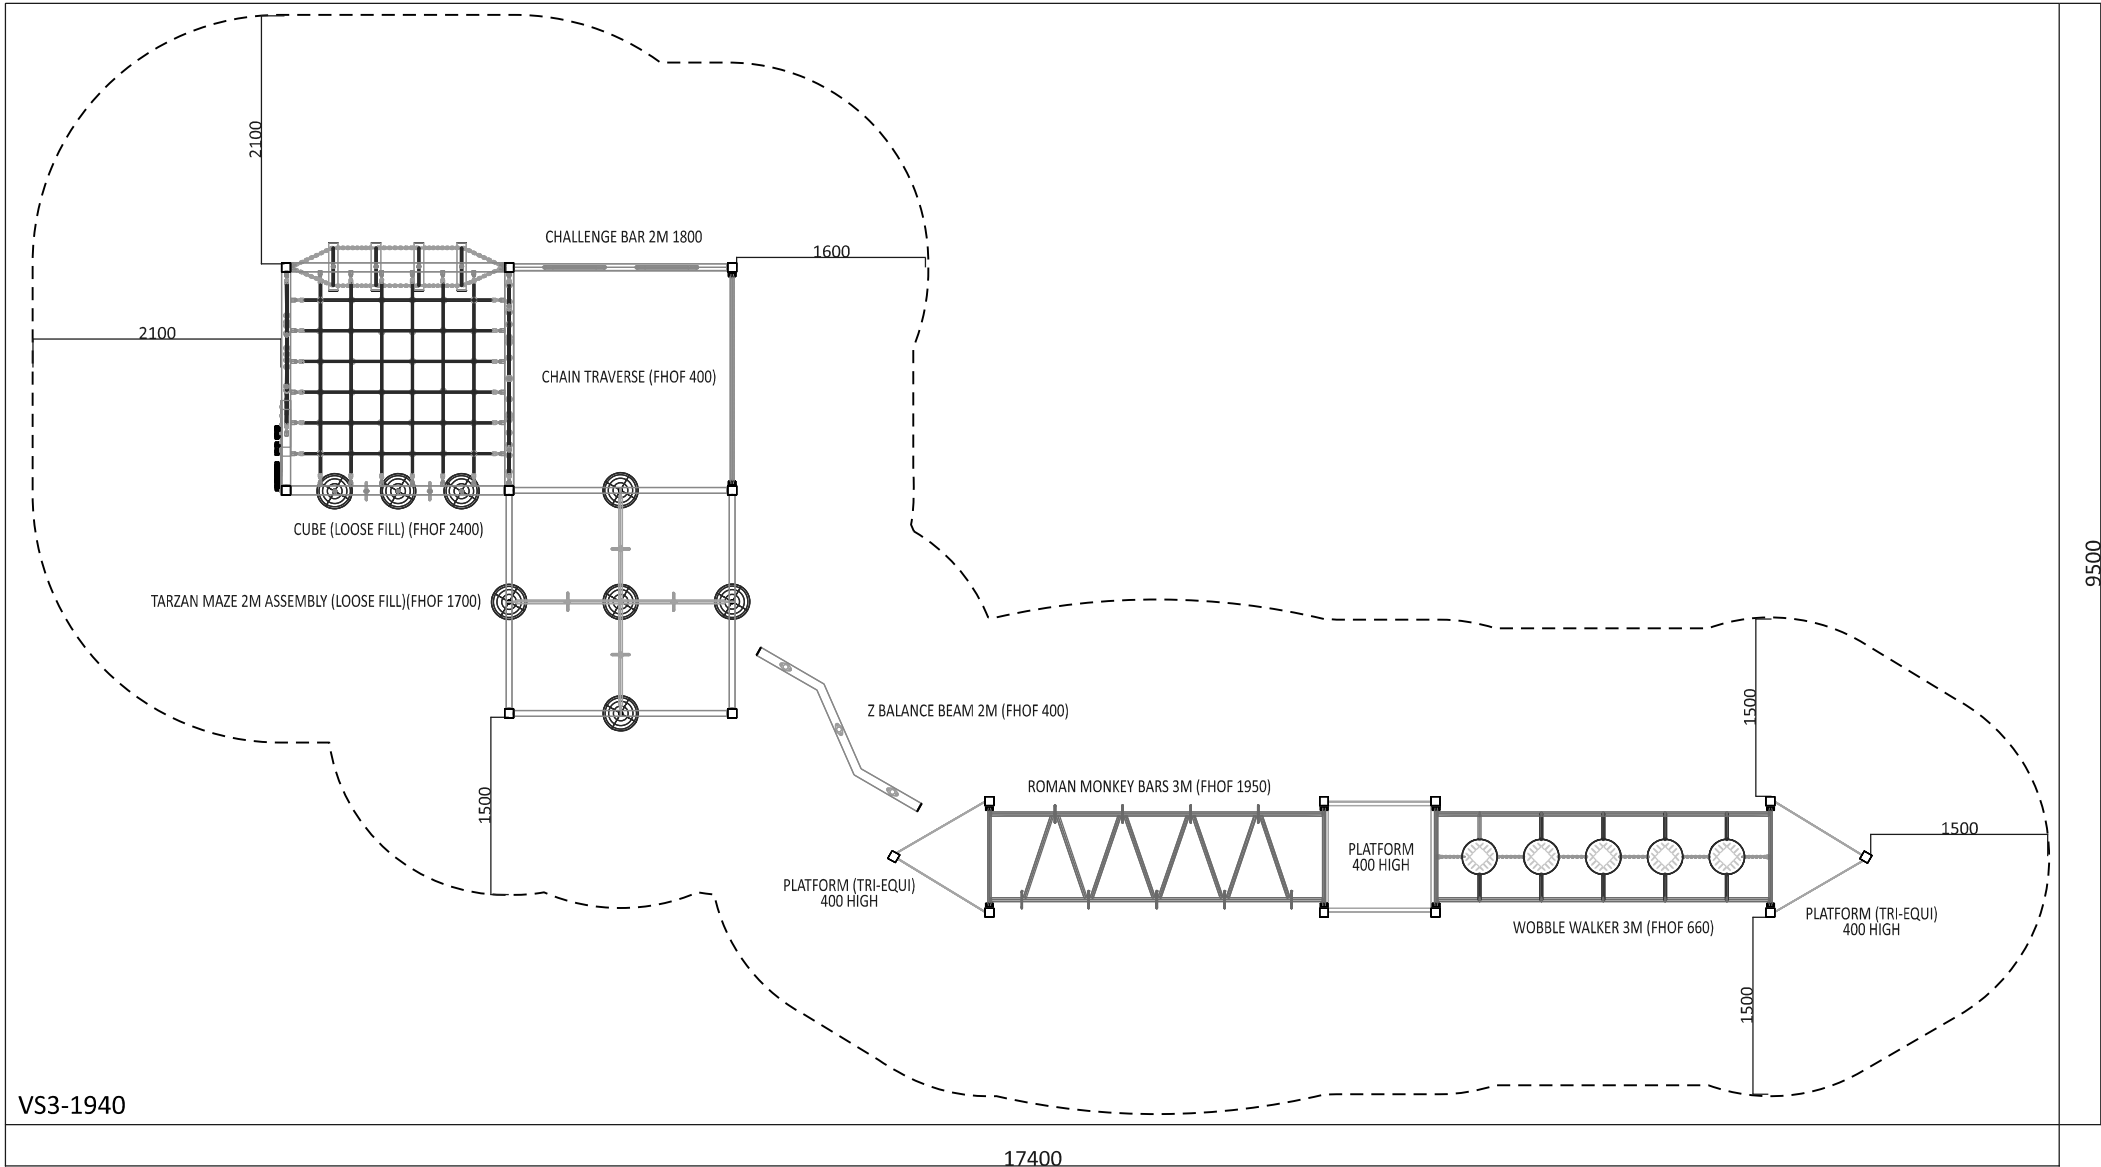 2100
CHALLENGE BAR 2M 1800
1600
2100
CHAIN TRAVERSE (FHOF 400)
CUBE (LOOSE FILL) (FHOF 2400)
9500
TARZAN MAZE 2M ASSEMBLY (LOOSE FILL)(FHOF 1700)
Z BALANCE BEAM 2M (FHOF 400)
1500
1500
ROMAN MONKEY BARS 3M (FHOF 1950)
1500
PLATFORM
400 HIGH
PLATFORM (TRI-EQUI)
400 HIGH
WOBBLE WALKER 3M (FHOF 660)
PLATFORM (TRI-EQUI)
400 HIGH
1500
VS3-1940
17400